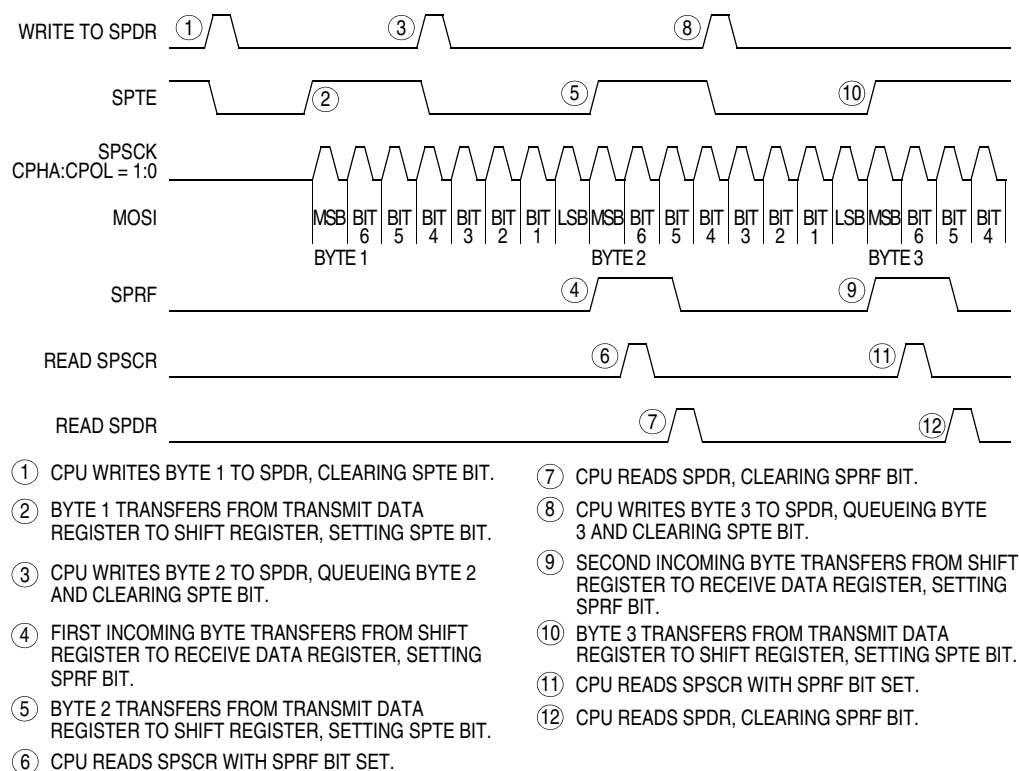 WRITE TO SPDR 1 3 8
SPTE 2 5 10
SPSCK
CPHA:CPOL = 1:0
MOSI MSB BIT 6 BIT 5 BIT 4 BIT 3 BIT 2 BIT 1 LSB MSB BIT 6 BIT 5 BIT 4 BIT 3 BIT 2 BIT 1 LSB MSB BIT 6 BIT 5 BIT 4
BYTE 1 BYTE 2 BYTE 3
SPRF 4 9
READ SPSCR 6 11
READ SPDR 7 12
1 CPU WRITES BYTE 1 TO SPDR, CLEARING SPTE BIT.
2 BYTE 1 TRANSFERS FROM TRANSMIT DATA
REGISTER TO SHIFT REGISTER, SETTING SPTE BIT.
3 CPU WRITES BYTE 2 TO SPDR, QUEUEING BYTE 2
AND CLEARING SPTE BIT.
4 FIRST INCOMING BYTE TRANSFERS FROM SHIFT
REGISTER TO RECEIVE DATA REGISTER, SETTING
SPRF BIT.
5 BYTE 2 TRANSFERS FROM TRANSMIT DATA
REGISTER TO SHIFT REGISTER, SETTING SPTE BIT.
6 CPU READS SPSCR WITH SPRF BIT SET.
7 CPU READS SPDR, CLEARING SPRF BIT.
8 CPU WRITES BYTE 3 TO SPDR, QUEUEING BYTE
3 AND CLEARING SPTE BIT.
9 SECOND INCOMING BYTE TRANSFERS FROM SHIFT
REGISTER TO RECEIVE DATA REGISTER, SETTING
SPRF BIT.
10 BYTE 3 TRANSFERS FROM TRANSMIT DATA
REGISTER TO SHIFT REGISTER, SETTING SPTE BIT.
11 CPU READS SPSCR WITH SPRF BIT SET.
12 CPU READS SPDR, CLEARING SPRF BIT.